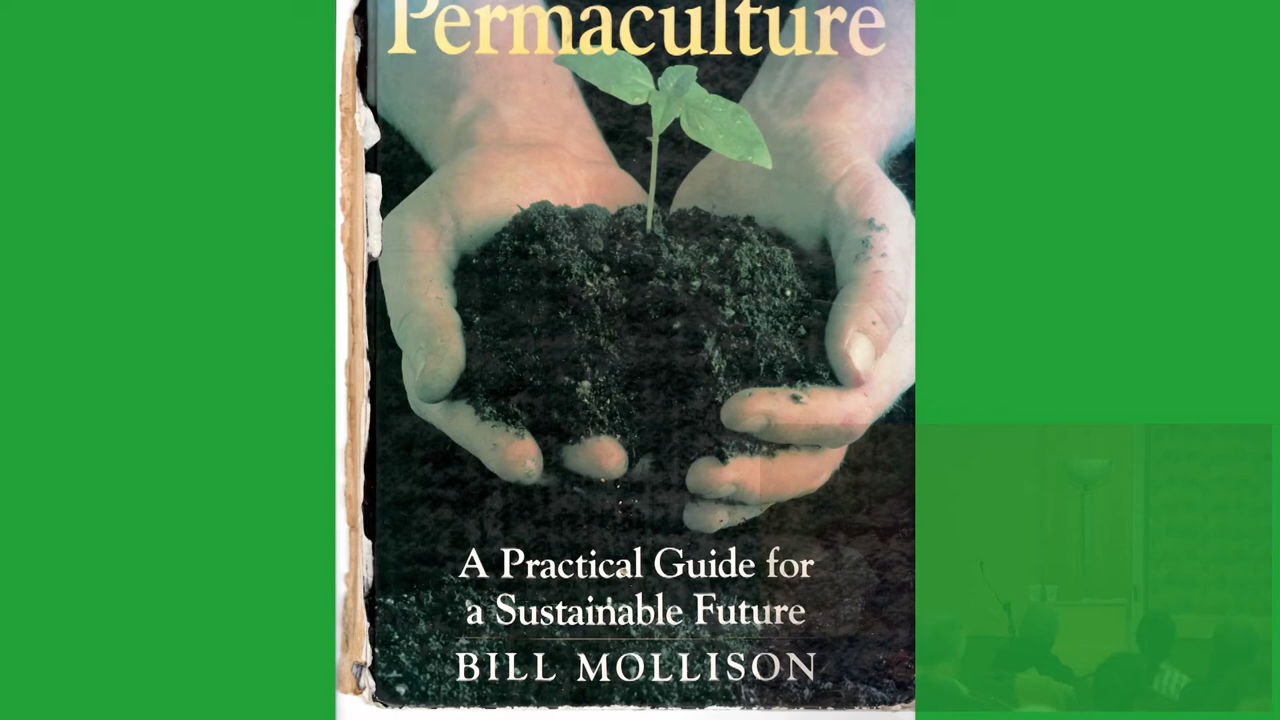 Permaculture
A Practical Guide for
a Sustainable Future
BILL MOLLISON